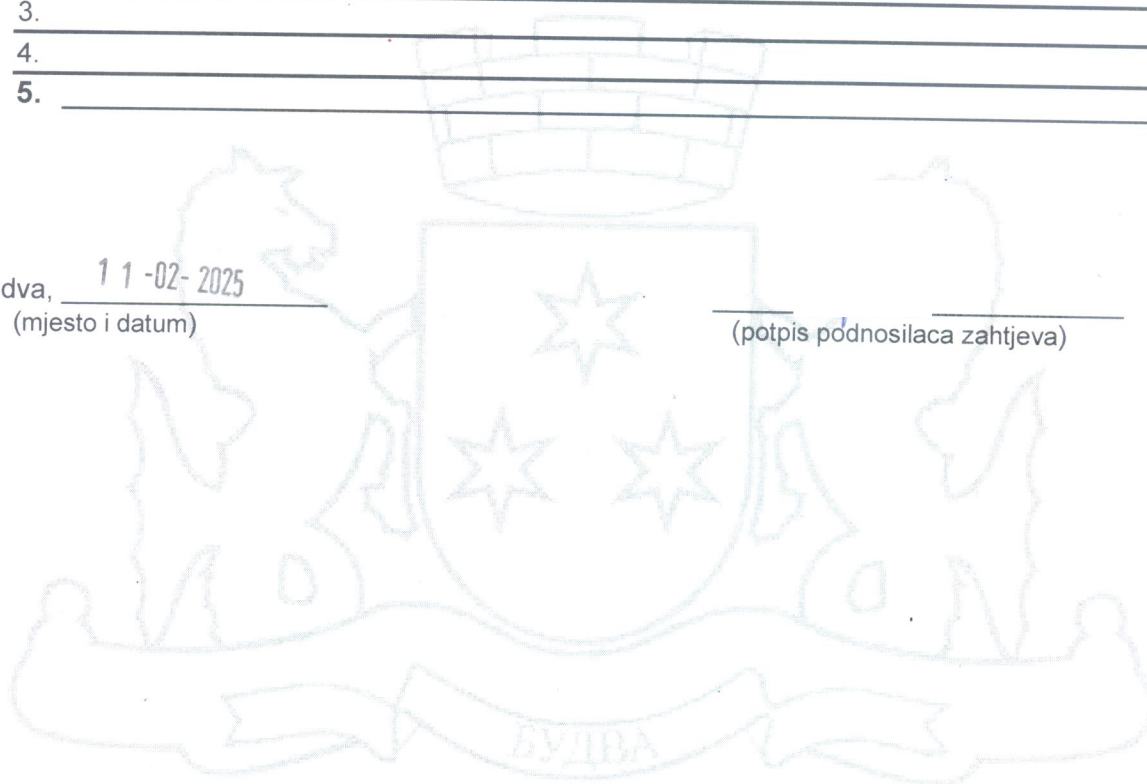 3.
4.
5.
dva, 11-02-2025
(mjesto i datum)
(potpis podnosilaca zahtjeva)
БУДВА